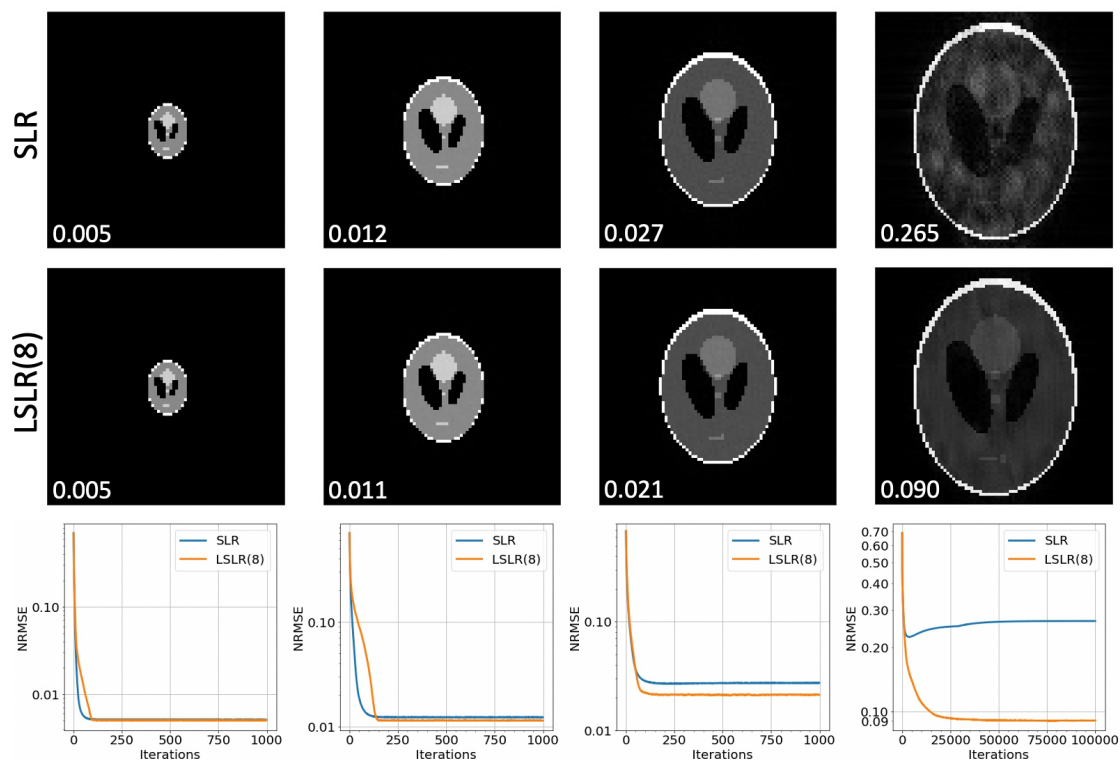 SLR
0.005
0.012
0.027
0.265
LSLR(8)
0.005
0.011
0.021
0.090
NRMSE
0.10
0.01
SLR
LSLR(8)
0 250 500 750 1000
Iterations
NRMSE
0.10
0.01
SLR
LSLR(8)
0 250 500 750 1000
Iterations
NRMSE
0.10
0.01
SLR
LSLR(8)
0 250 500 750 1000
Iterations
NRMSE
0.70
0.60
0.50
0.40
0.30
0.20
0.10
0.09
SLR
LSLR(8)
0 25000 50000 75000 100000
Iterations